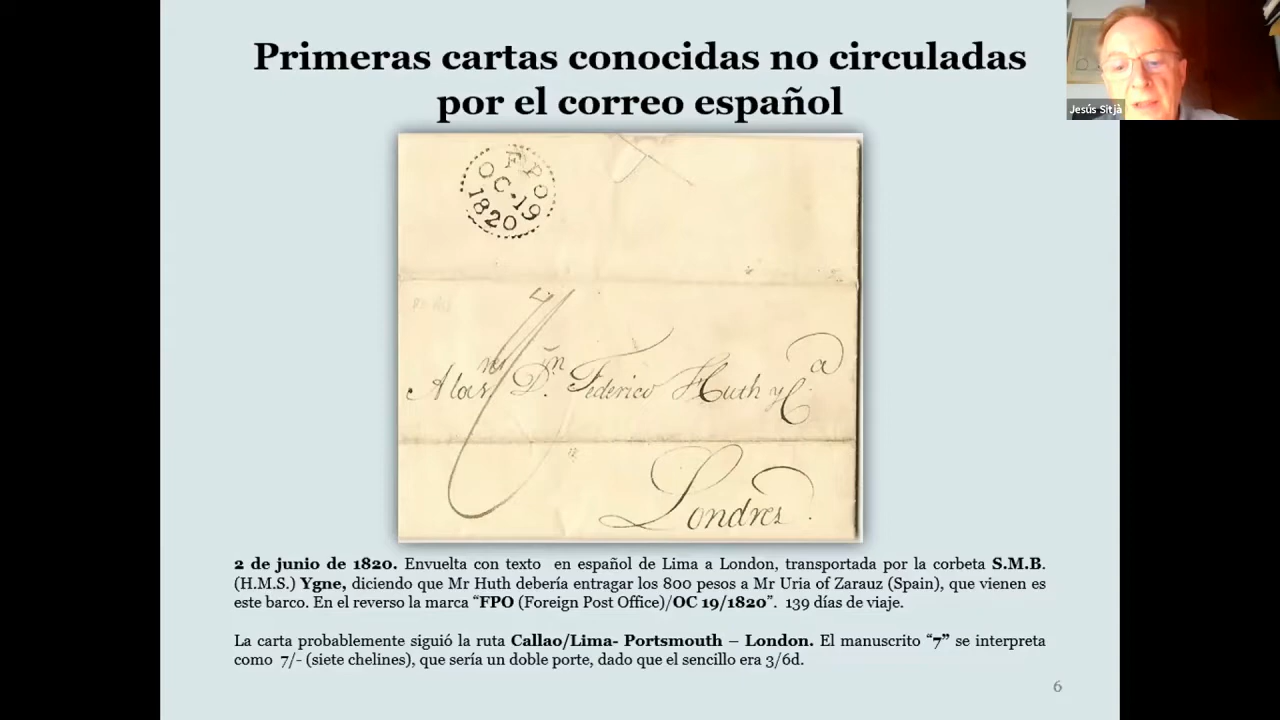 Primeras cartas conocidas no circuladas
por el correo español
Jesús Sitjà
FPO
OC-19
1820
A los D.n Federico Huth y C.a
Londres.
2 de junio de 1820. Envuelta con texto en español de Lima a London, transportada por la corbeta S.M.B.
(H.M.S.) Ygne, diciendo que Mr Huth debería entragar los 800 pesos a Mr Uria of Zarauz (Spain), que vienen es
este barco. En el reverso la marca “FPO (Foreign Post Office)/OC 19/1820”. 139 días de viaje.
La carta probablemente siguió la ruta Callao/Lima- Portsmouth – London. El manuscrito “7” se interpreta
como 7/- (siete chelines), que sería un doble porte, dado que el sencillo era 3/6d.
6